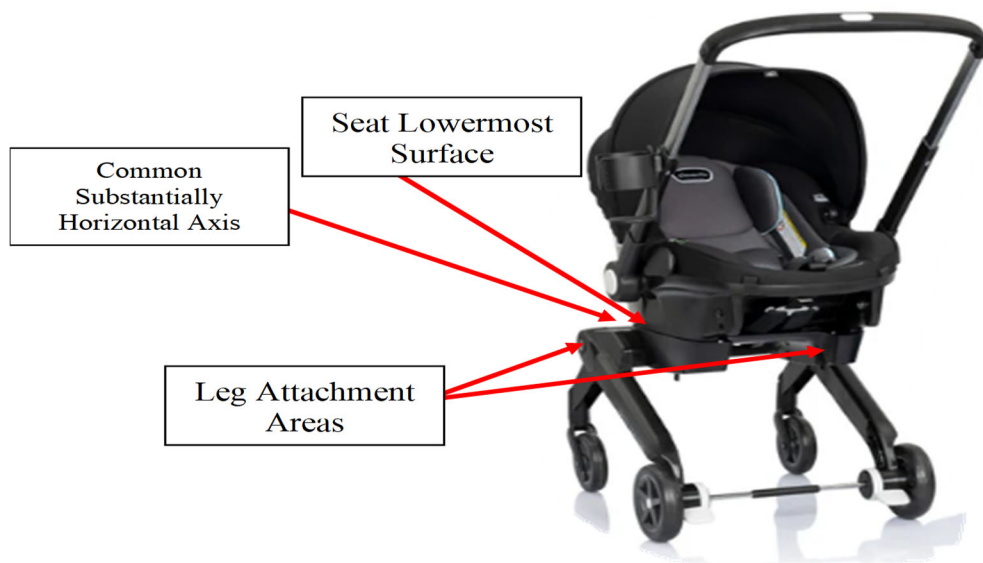 Seat Lowermost
Surface
Common
Substantially
Horizontal Axis
Leg Attachment
Areas